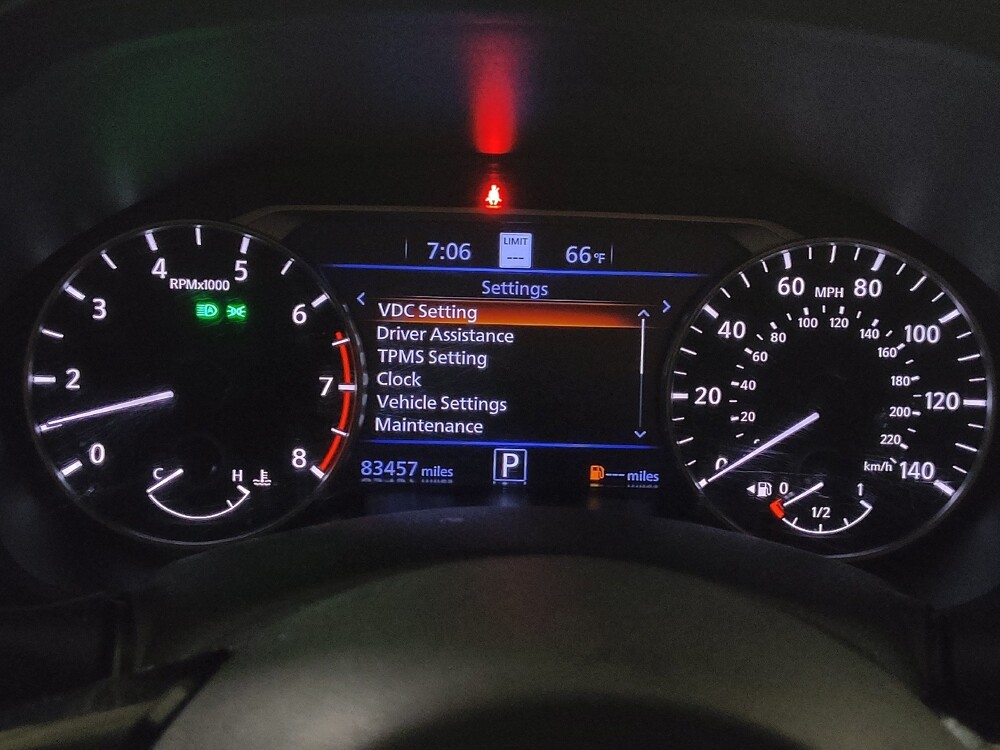 7:06
LIMIT
---
66°F
Settings
VDC Setting
Driver Assistance
TPMS Setting
Clock
Vehicle Settings
Maintenance
83457 miles
P
--- miles
RPMx1000
0
2
3
4
5
6
7
8
C
H
MPH
0
20
40
60
80
100
120
140
20
40
60
80
100
120
140
160
180
200
220
km/h
0
1/2
1